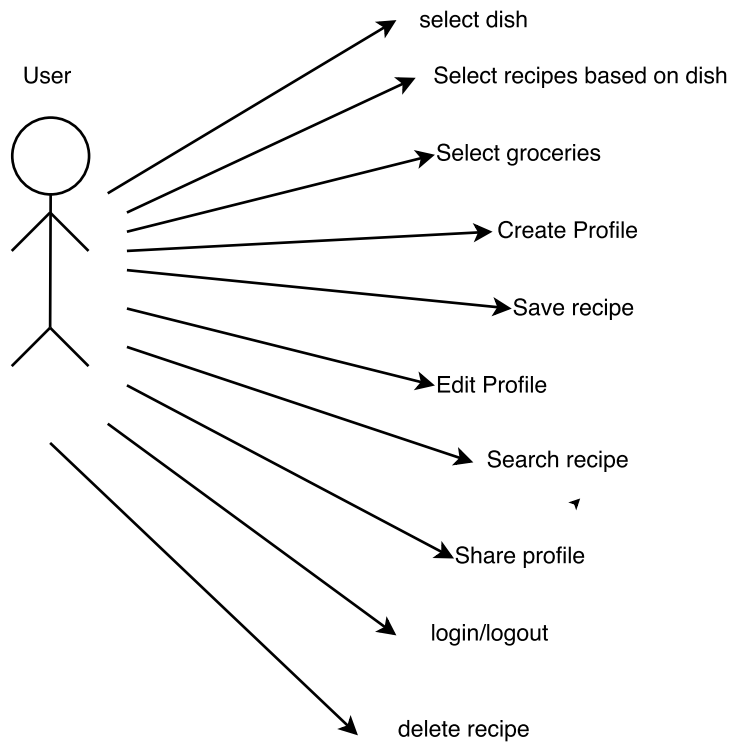 select dish
User
Select recipes based on dish
Select groceries
Create Profile
Save recipe
Edit Profile
Search recipe
Share profile
login/logout
delete recipe